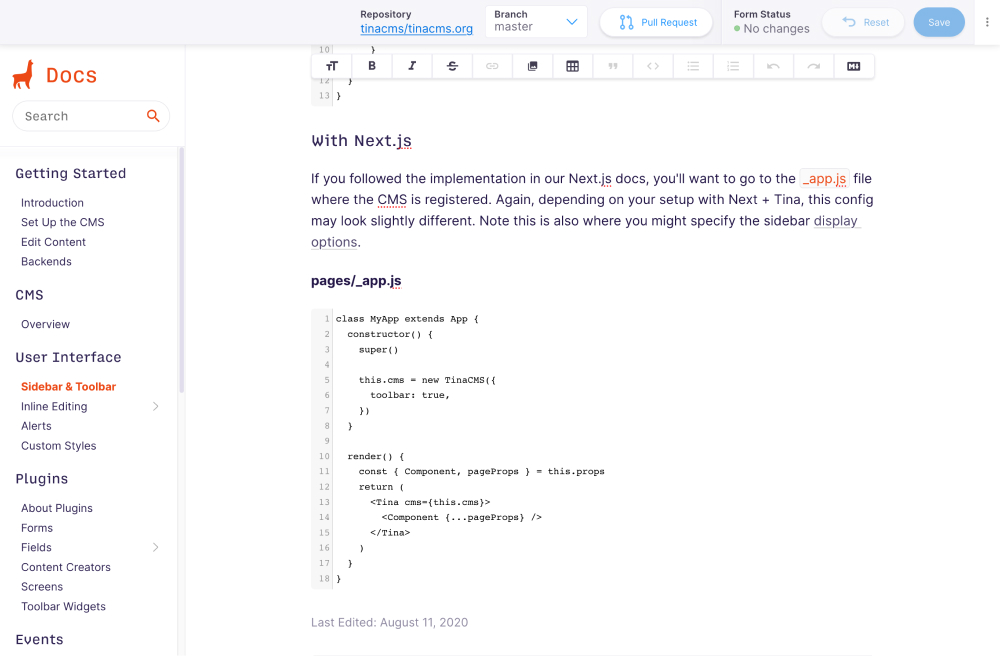 Repository
tinacms/tinacms.org
Branch
master
Pull Request
Form Status
No changes
Reset
Save
Docs
Search
Getting Started
Introduction
Set Up the CMS
Edit Content
Backends
CMS
Overview
User Interface
Sidebar & Toolbar
Inline Editing
Alerts
Custom Styles
Plugins
About Plugins
Forms
Fields
Content Creators
Screens
Toolbar Widgets
Events
10 }
12 }
13 }
With Next.js
If you followed the implementation in our Next.js docs, you'll want to go to the _app.js file
where the CMS is registered. Again, depending on your setup with Next + Tina, this config
may look slightly different. Note this is also where you might specify the sidebar display
options.
pages/_app.js
1 class MyApp extends App {
2 constructor() {
3 super()
4
5 this.cms = new TinaCMS({
6 toolbar: true,
7 })
8 }
9
10 render() {
11 const { Component, pageProps } = this.props
12 return (
13 <Tina cms={this.cms}>
14 <Component {...pageProps} />
15 </Tina>
16 )
17 }
18 }
Last Edited: August 11, 2020